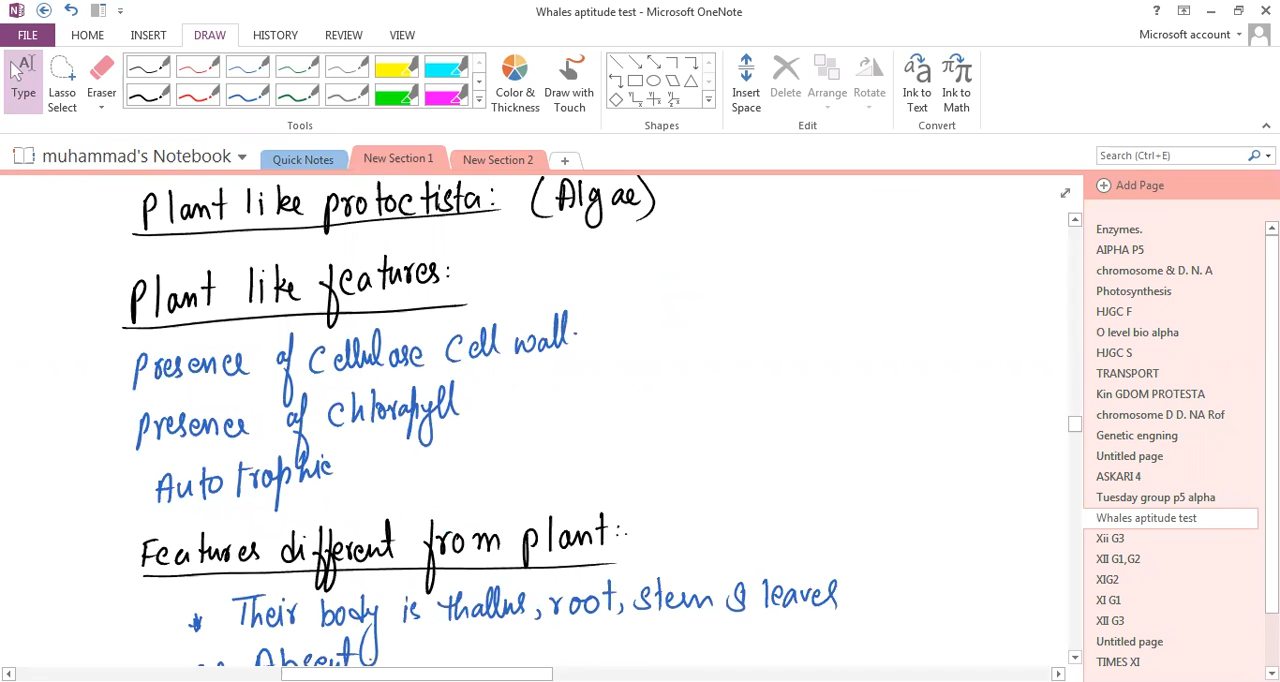 Whales aptitude test - Microsoft OneNote
?
FILE HOME INSERT DRAW HISTORY REVIEW VIEW
Microsoft account
Type
Lasso Select
Eraser
Color & Thickness
Draw with Touch
Insert Space
Delete
Arrange
Rotate
Ink to Text
Ink to Math
Tools
Shapes
Edit
Convert
muhammad's Notebook
Quick Notes
New Section 1
New Section 2
Search (Ctrl+E)
Plant like protoctista: (Algae)
Plant like features:
Presence of Cellulose Cell wall.
presence of Chlorapyll
Autotrophic
Features different from plant:
* Their body is thallus, root, stem & leaves
Absent
Add Page
Enzymes.
AlPHA P5
chromosome & D. N. A
Photosynthesis
HJGC F
O level bio alpha
HJGC S
TRANSPORT
Kin GDOM PROTESTA
chromosome D D. NA Rof
Genetic engning
Untitled page
ASKARI 4
Tuesday group p5 alpha
Whales aptitude test
Xii G3
XII G1,G2
XIG2
XI G1
XII G3
Untitled page
TIMES XI